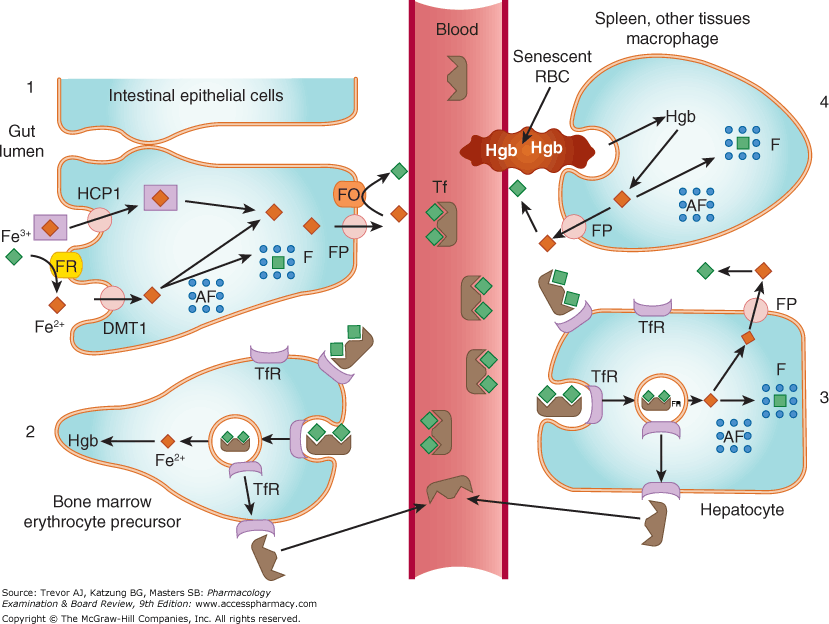 Blood
Spleen, other tissues
macrophage
Senescent
RBC
1
Intestinal epithelial cells
4
Gut
lumen
Hgb
F
Hgb
Hgb
HCP1
FO
Tf
AF
Fe3+
FP
FP
F
FR
AF
Fe2+
DMT1
TfR
FP
TfR
TfR
F
3
2
Hgb
Fe2+
AF
TfR
Bone marrow
erythrocyte precursor
Hepatocyte
Source: Trevor AJ, Katzung BG, Masters SB: Pharmacology
Examination & Board Review, 9th Edition: www.accesspharmacy.com
Copyright © The McGraw-Hill Companies, Inc. All rights reserved.